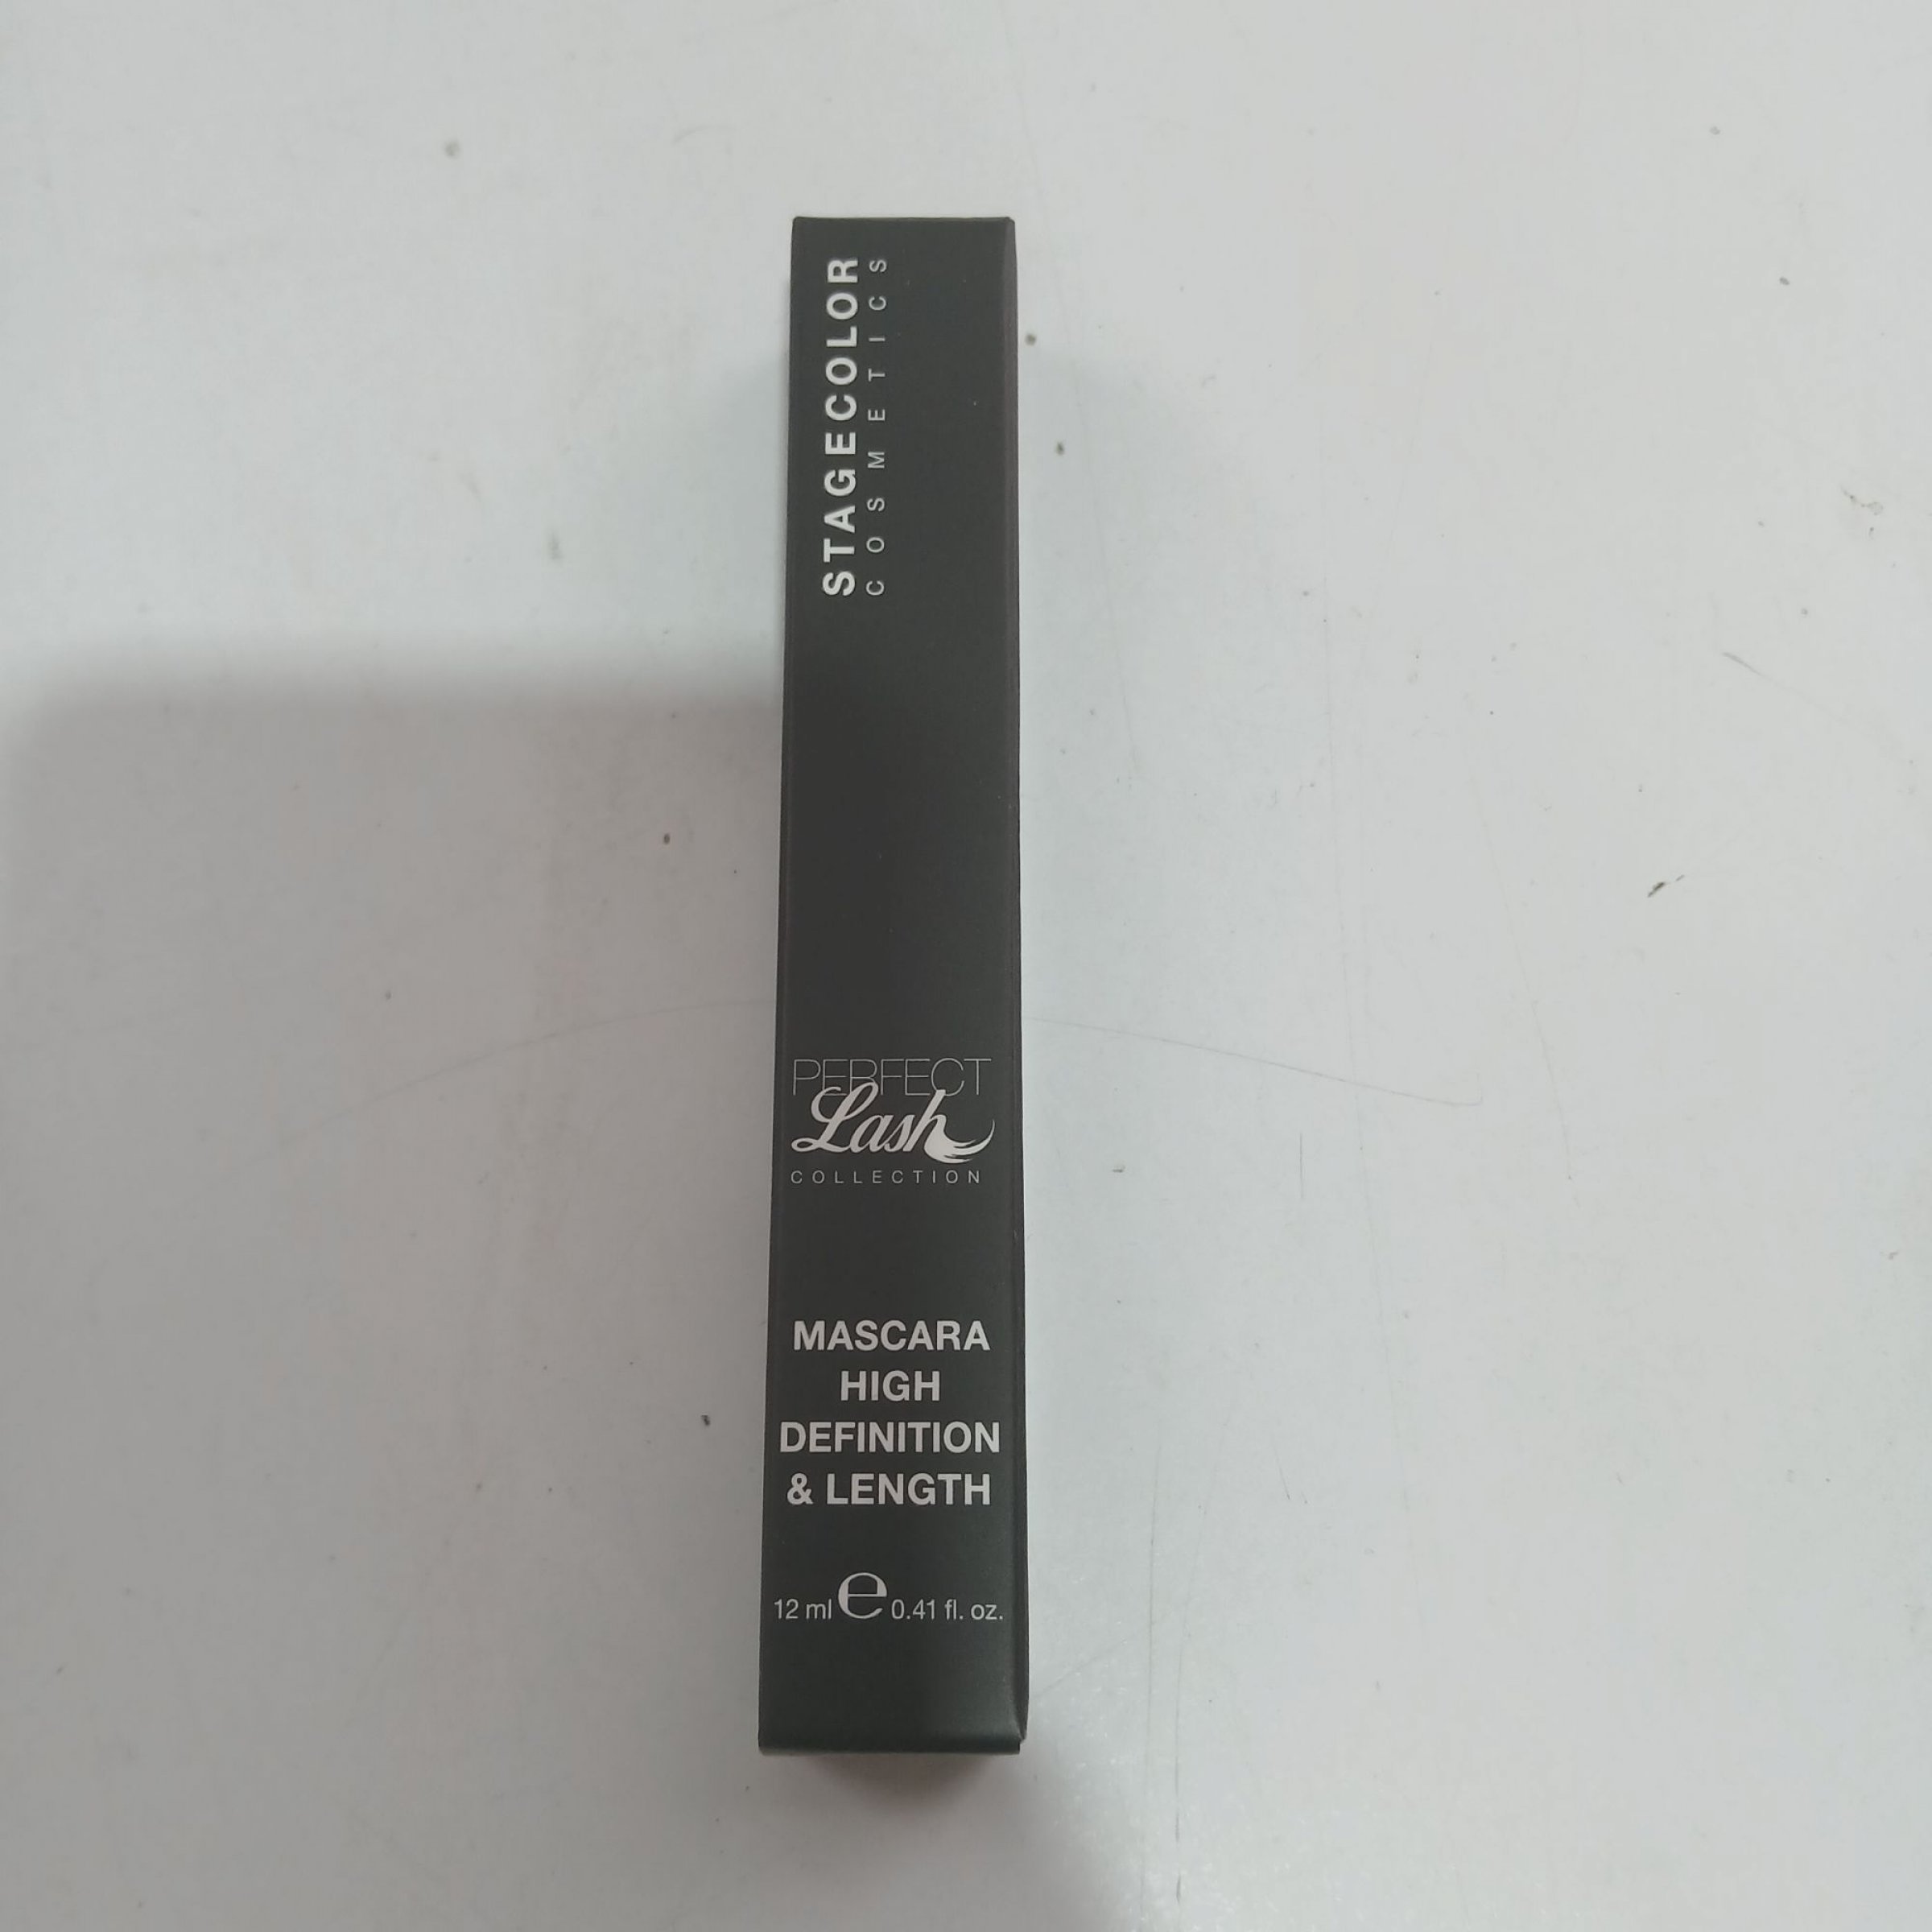 STAGECOLOR
COSMETICS
PERFECT
Lash
COLLECTION
MASCARA
HIGH
DEFINITION
& LENGTH
12 ml e 0.41 fl. oz.